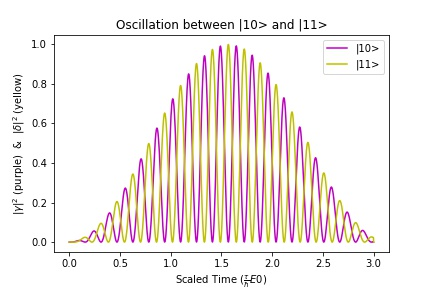 Oscillation between |10> and |11>
|γ|² (purple) & |δ|² (yellow)
1.0
0.8
0.6
0.4
0.2
0.0
|10>
|11>
0.0 0.5 1.0 1.5 2.0 2.5 3.0
Scaled Time (τ/ħ E0)